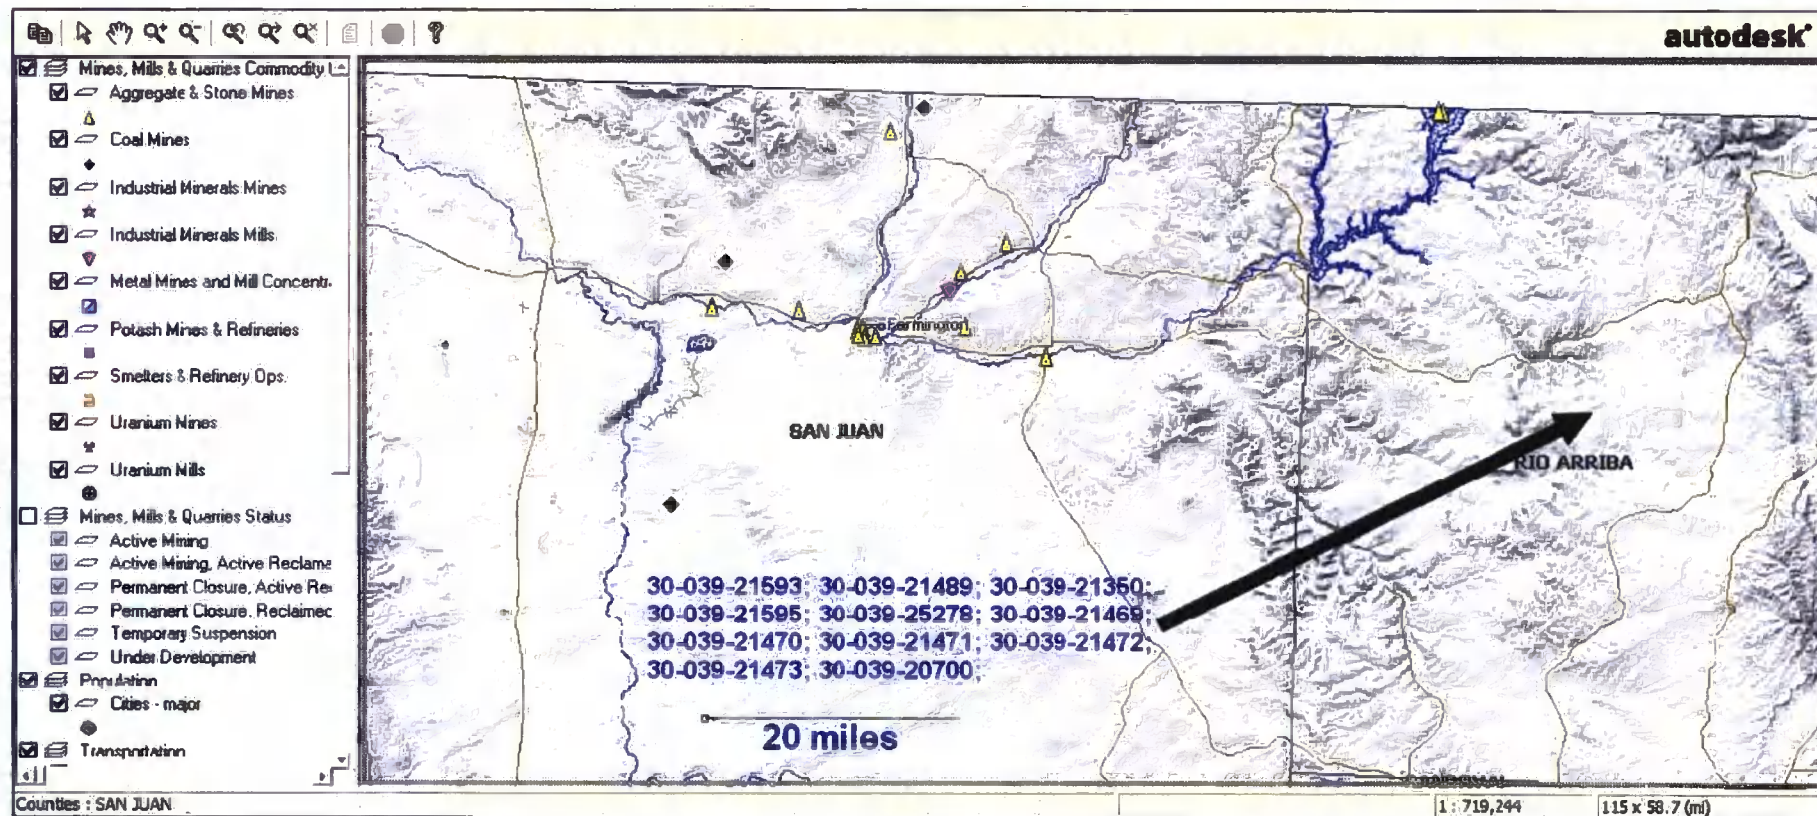 autodesk
Mines, Mills & Quarries Commodity
Aggregate & Stone Mines
Coal Mines
Industrial Minerals Mines
Industrial Minerals Mills
Metal Mines and Mill Concentr
Potash Mines & Refineries
Smelters & Refinery Ops.
Uranium Mines
Uranium Mills
Mines, Mills & Quarries Status
Active Mining
Active Mining, Active Reclama
Permanent Closure, Active Re
Permanent Closure, Reclaimed
Temporary Suspension
Under Development
Population
Cities - major
Transportation
Farmington
SAN JUAN
RIO ARRIBA
30-039-21593; 30-039-21489; 30-039-21350;
30-039-21595; 30-039-25278; 30-039-21469;
30-039-21470; 30-039-21471; 30-039-21472;
30-039-21473; 30-039-20700;
20 miles
Counties : SAN JUAN
1 : 719,244
115 x 58.7 (mi)